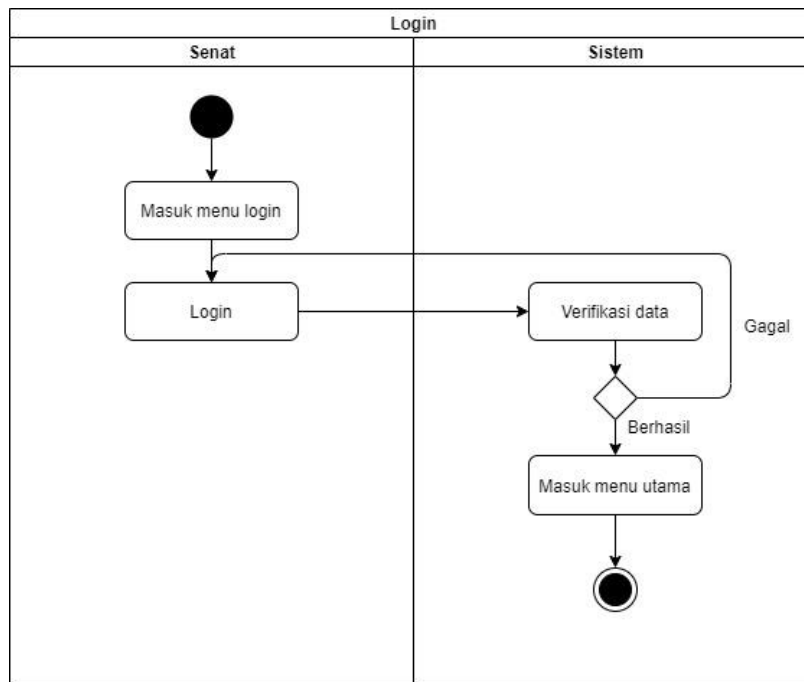 Login
Senat
Sistem
Masuk menu login
Login
Verifikasi data
Gagal
Berhasil
Masuk menu utama